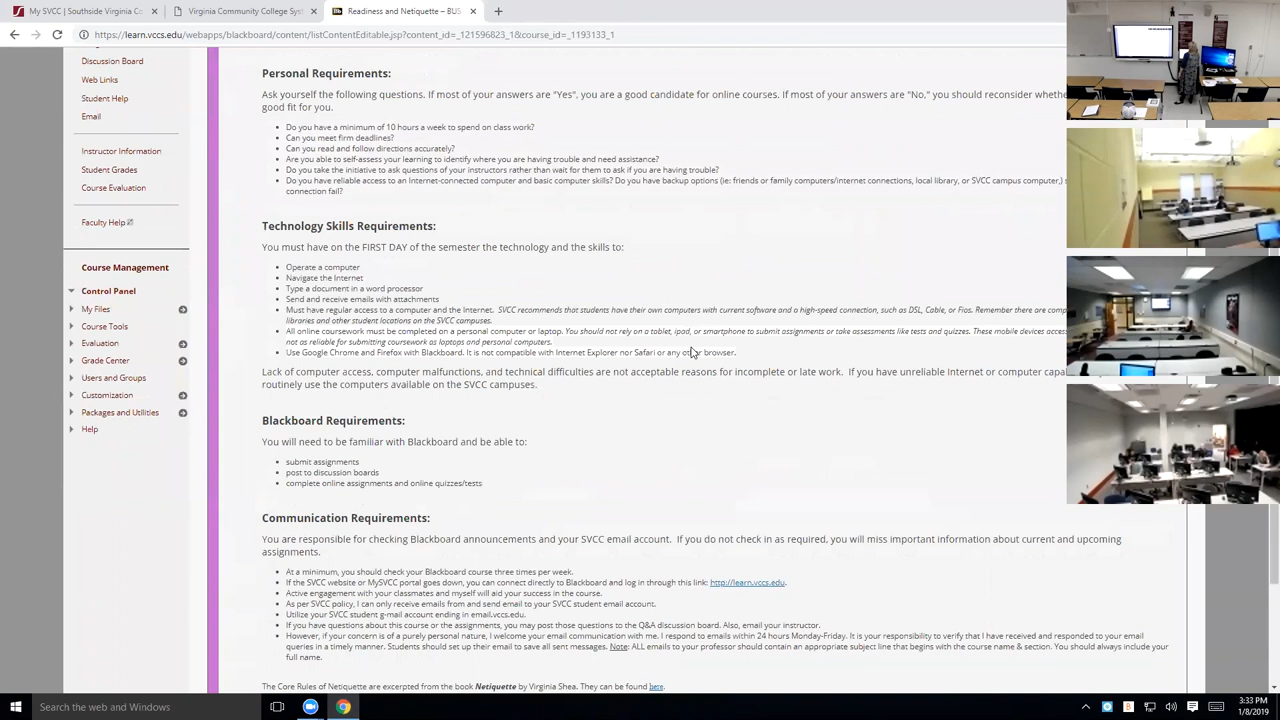 My SVCC | Southside Virginia Co
Virginia Community College Syst
Readiness and Netiquette – BUS
https://learn.vccs.edu/webapps/blackboard/content/listContentEditable.jsp?content_id=_121596823_1&course_id=_1193133_1
Discussion Board
Web Links
Student Help
Email
Instructor Information
Student Grades
Course Evaluation
Faculty Help
Course Management
Control Panel
My Files
Course Tools
Evaluation
Grade Center
Users and Groups
Customization
Packages and Utilities
Help
Personal Requirements:
Ask yourself the following questions. If most of your answers are "Yes", you are a good candidate for online courses. If most of your answers are "No," you should reconsider whethe
good fit for you.
Do you have a minimum of 10 hours a week to spend on class work?
Can you meet firm deadlines?
Can you read and follow directions accurately?
Are you able to self-assess your learning to identify where you are having trouble and need assistance?
Do you take the initiative to ask questions of your instructors rather than wait for them to ask if you are having trouble?
Do you have reliable access to an Internet-connected computer and basic computer skills? Do you have backup options (ie: friends or family computers/internet connections, local library, or SVCC campus computer,) s
connection fail?
Technology Skills Requirements:
You must have on the FIRST DAY of the semester the technology and the skills to:
Operate a computer
Navigate the Internet
Type a document in a word processor
Send and receive emails with attachments
Must have regular access to a computer and the Internet. SVCC recommends that students have their own computers with current software and a high-speed connection, such as DSL, Cable, or Fios. Remember there are comp
libraries and other student locations on the SVCC campuses.
All online coursework must be completed on a personal computer or laptop. You should not rely on a tablet, ipad, or smartphone to submit assignments or take assessments like tests and quizzes. These mobile devices access
not as reliable for submitting coursework as laptops and personal computers.
Use Google Chrome and Firefox with Blackboard. It is not compatible with Internet Explorer nor Safari or any other browser.
Lack of computer access, computer malfunctions, and technical difficulties are not acceptable reasons for incomplete or late work. If you have unreliable Internet or computer capa
routinely use the computers available on the SVCC campuses.
Blackboard Requirements:
You will need to be familiar with Blackboard and be able to:
submit assignments
post to discussion boards
complete online assignments and online quizzes/tests
Communication Requirements:
You are responsible for checking Blackboard announcements and your SVCC email account. If you do not check in as required, you will miss important information about current and upcoming
assignments.
At a minimum, you should check your Blackboard course three times per week.
If the SVCC website or MySVCC portal goes down, you can connect directly to Blackboard and log in through this link: http://learn.vccs.edu.
Active engagement with your classmates and myself will aid your success in the course.
As per SVCC policy, I can only receive emails from and send email to your SVCC student email account.
Utilize your SVCC student g-mail account ending in email.vccs.edu.
If you have questions about this course or the assignments, you may post those questions to the Q&A discussion board. Also, email your instructor.
However, if your concern is of a purely personal nature, I welcome your email communication with me. I respond to emails within 24 hours Monday-Friday. It is your responsibility to verify that I have received and responded to your email
queries in a timely manner. Students should set up their email to save all sent messages. Note: ALL emails to your professor should contain an appropriate subject line that begins with the course name & section. You should always include your
full name.
The Core Rules of Netiquette are excerpted from the book Netiquette by Virginia Shea. They can be found here.
Search the web and Windows
3:33 PM
1/8/2019